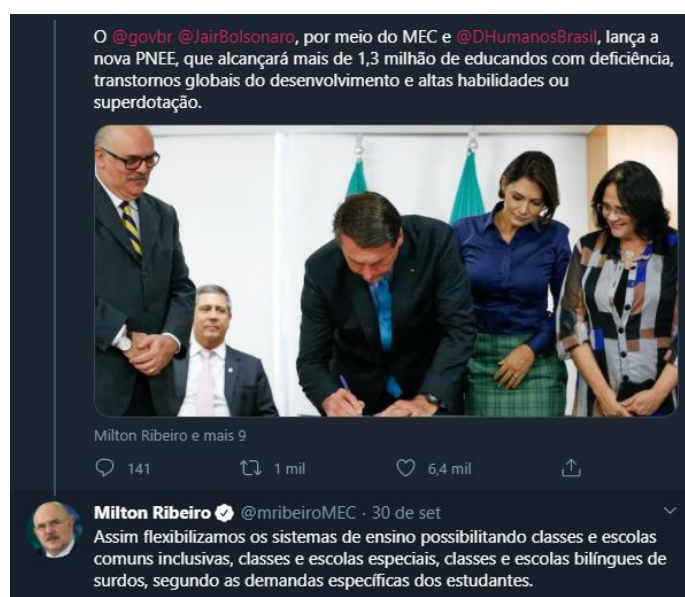 O @govbr @JairBolsonaro, por meio do MEC e @DHumanosBrasil, lança a
nova PNEE, que alcançará mais de 1,3 milhão de educandos com deficiência,
transtornos globais do desenvolvimento e altas habilidades ou
superdotação.
Milton Ribeiro e mais 9
141 1 mil 6,4 mil
Milton Ribeiro @mribeiroMEC · 30 de set
Assim flexibilizamos os sistemas de ensino possibilitando classes e escolas
comuns inclusivas, classes e escolas especiais, classes e escolas bilíngues de
surdos, segundo as demandas específicas dos estudantes.